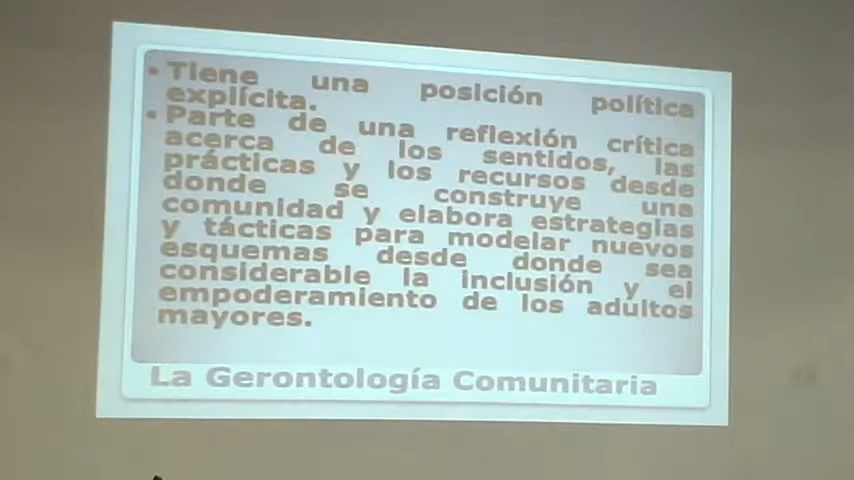 • Tiene una posición política
explícita.
• Parte de una reflexión crítica
acerca de los sentidos, las
prácticas y los recursos desde
donde se construye una
comunidad y elabora estrategias
y tácticas para modelar nuevos
esquemas desde donde sea
considerable la inclusión y el
empoderamiento de los adultos
mayores.
La Gerontología Comunitaria